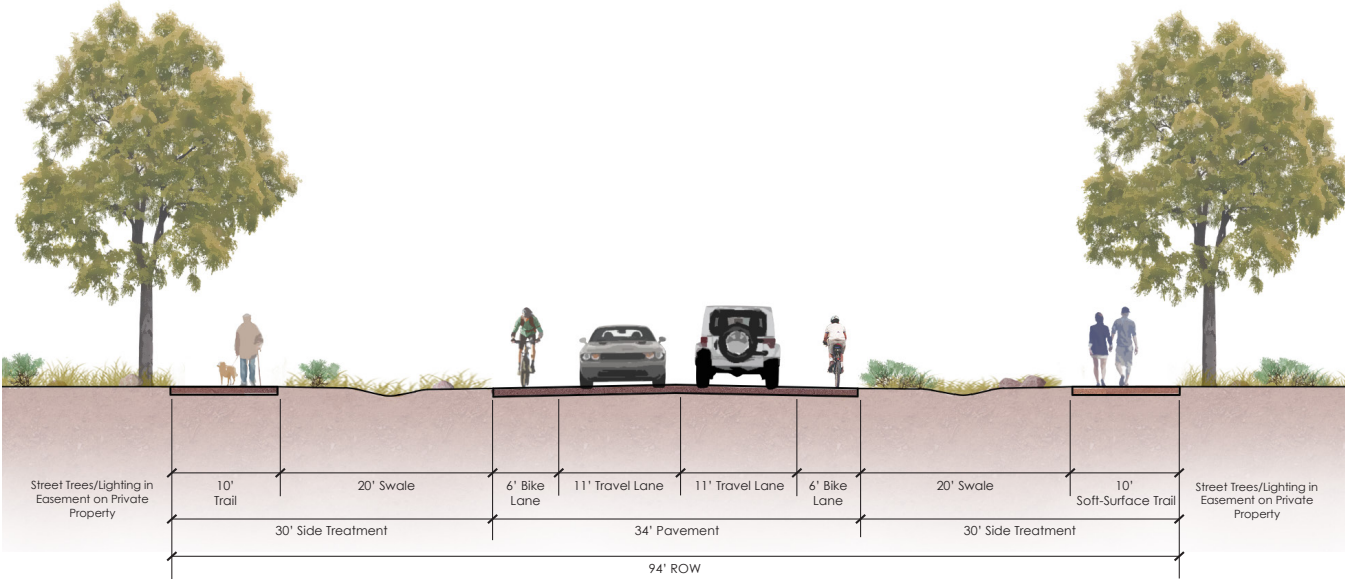 Street Trees/Lighting in
Easement on Private
Property
10'
Trail
20' Swale
6' Bike
Lane
11' Travel Lane
11' Travel Lane
6' Bike
Lane
20' Swale
10'
Soft-Surface Trail
Street Trees/Lighting in
Easement on Private
Property
30' Side Treatment
34' Pavement
30' Side Treatment
94' ROW